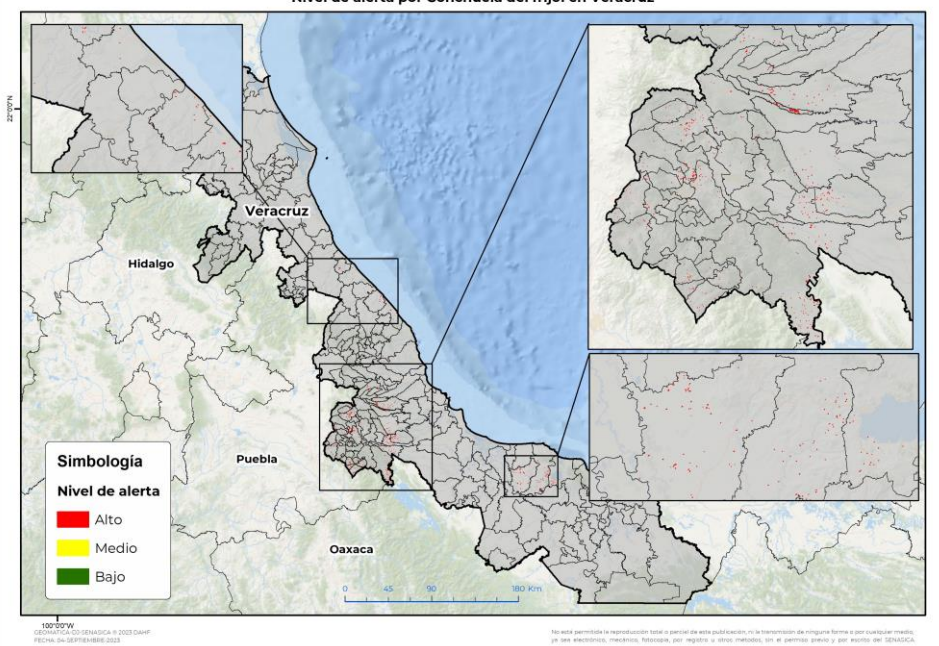 Nivel de alerta por Conchuela del frijol en Veracruz
22°0'0"N
Veracruz
Hidalgo
Puebla
Oaxaca
Simbología
Nivel de alerta
Alto
Medio
Bajo
0 45 90 180 Km
100°0'0"W
GEOMATICA-DJ-SENASICA © 2023 DAHF
FECHA: 04-SEPTIEMBRE-2023
No está permitida la reproducción total o parcial de esta publicación, ni la transmisión de ninguna forma o por cualquier medio,
ya sea electrónico, mecánico, fotocopia, por registro u otros métodos, sin el permiso previo y por escrito del SENASICA.